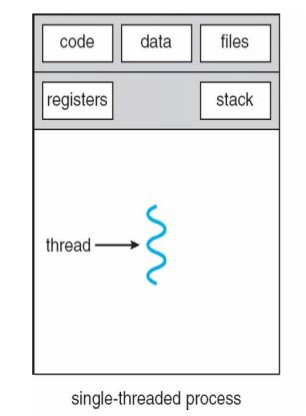 code data files
registers stack
thread
single-threaded process